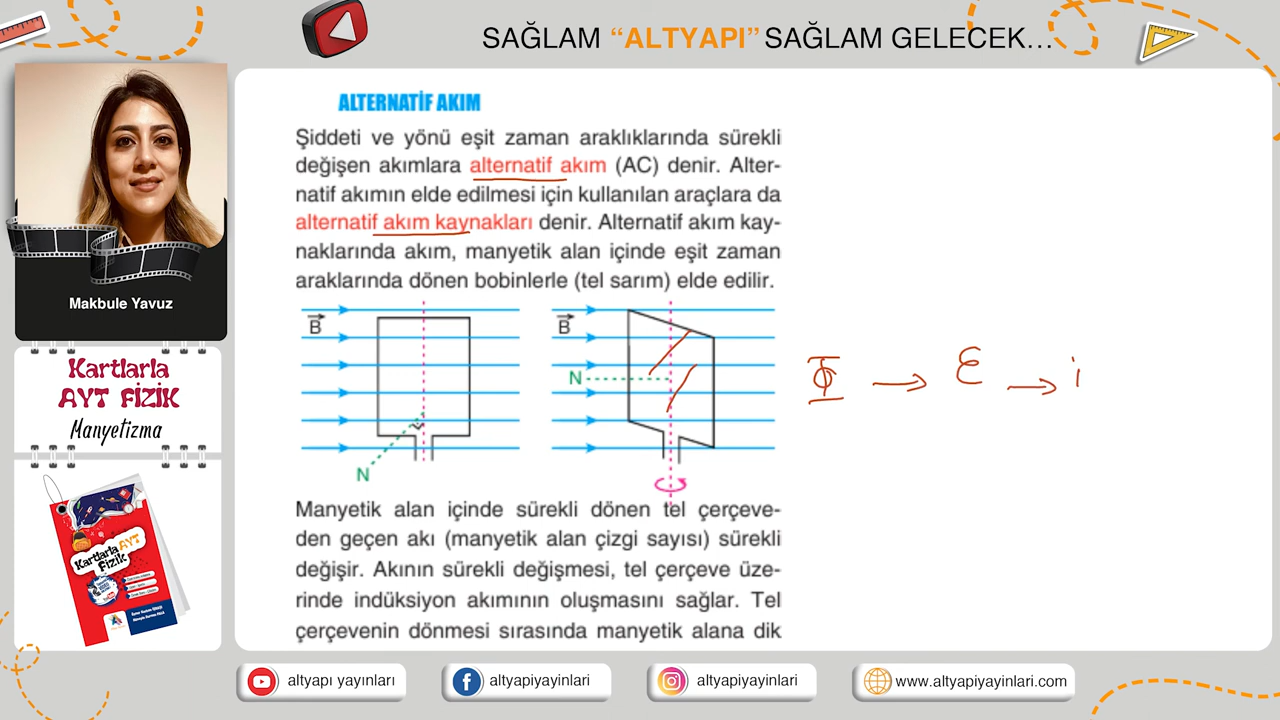 SAĞLAM “ALTYAPI” SAĞLAM GELECEK...
Makbule Yavuz
Kartlarla
AYT FİZİK
Manyetizma
Kartlarla AYT
Fizik
ALTERNATİF AKIM
Şiddeti ve yönü eşit zaman araklıklarında sürekli
değişen akımlara alternatif akım (AC) denir. Alter-
natif akımın elde edilmesi için kullanılan araçlara da
alternatif akım kaynakları denir. Alternatif akım kay-
naklarında akım, manyetik alan içinde eşit zaman
araklarında dönen bobinlerle (tel sarım) elde edilir.
B
N
B
N
Φ → ε → i
Manyetik alan içinde sürekli dönen tel çerçeve-
den geçen akı (manyetik alan çizgi sayısı) sürekli
değişir. Akının sürekli değişmesi, tel çerçeve üze-
rinde indüksiyon akımının oluşmasını sağlar. Tel
çerçevenin dönmesi sırasında manyetik alana dik
altyapı yayınları
altyapiyayinlari
altyapiyayinlari
www.altyapiyayinlari.com